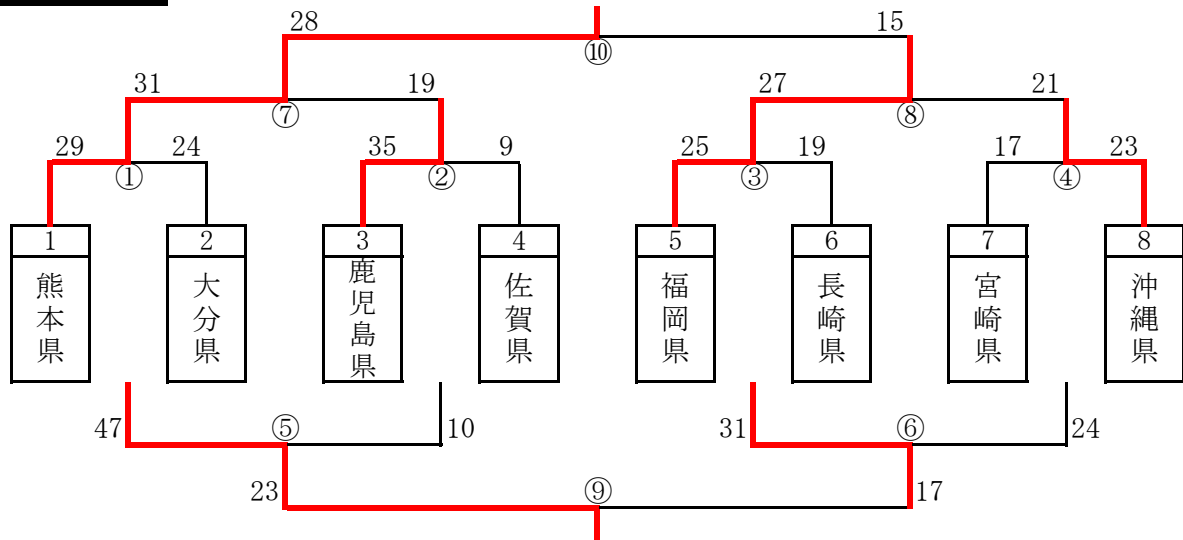 28 15
⑩
31 19 27 21
⑦ ⑧
29 24 35 9 25 19 17 23
① ② ③ ④
1 2 3 4 5 6 7 8
熊本県
大分県
鹿児島県
佐賀県
福岡県
長崎県
宮崎県
沖縄県
47 ⑤ 10 31 ⑥ 24
23 ⑨ 17